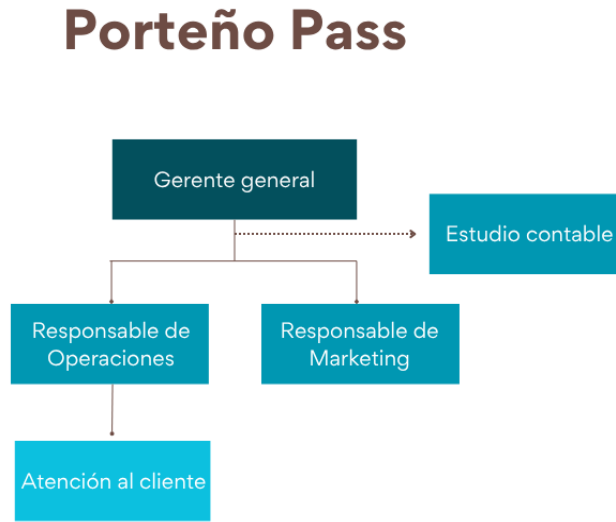 Porteño Pass
Gerente general
Estudio contable
Responsable de
Operaciones
Responsable de
Marketing
Atención al cliente